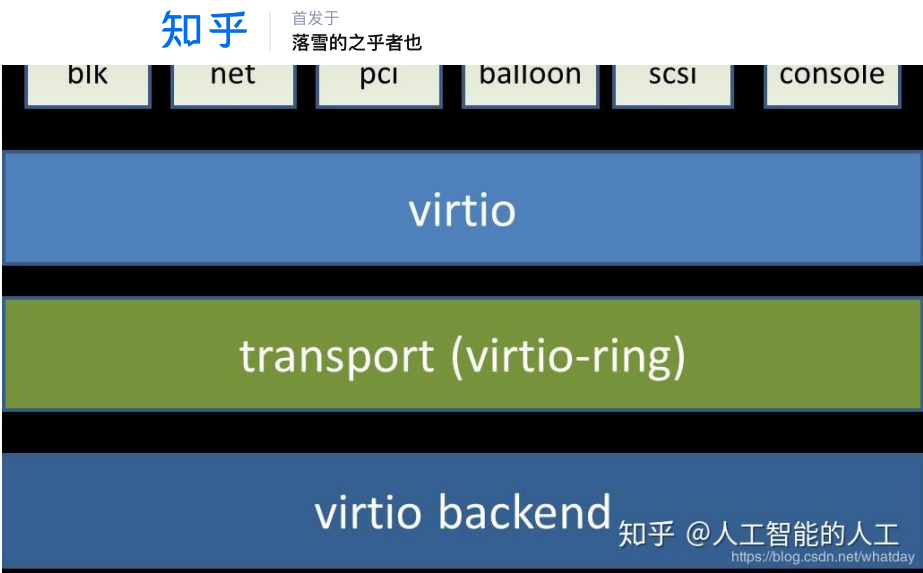 知乎
首发于
落雪的之乎者也
blk net pci balloon scsi console
virtio
transport (virtio-ring)
virtio backend
知乎 @人工智能的人工
https://blog.csdn.net/whatday